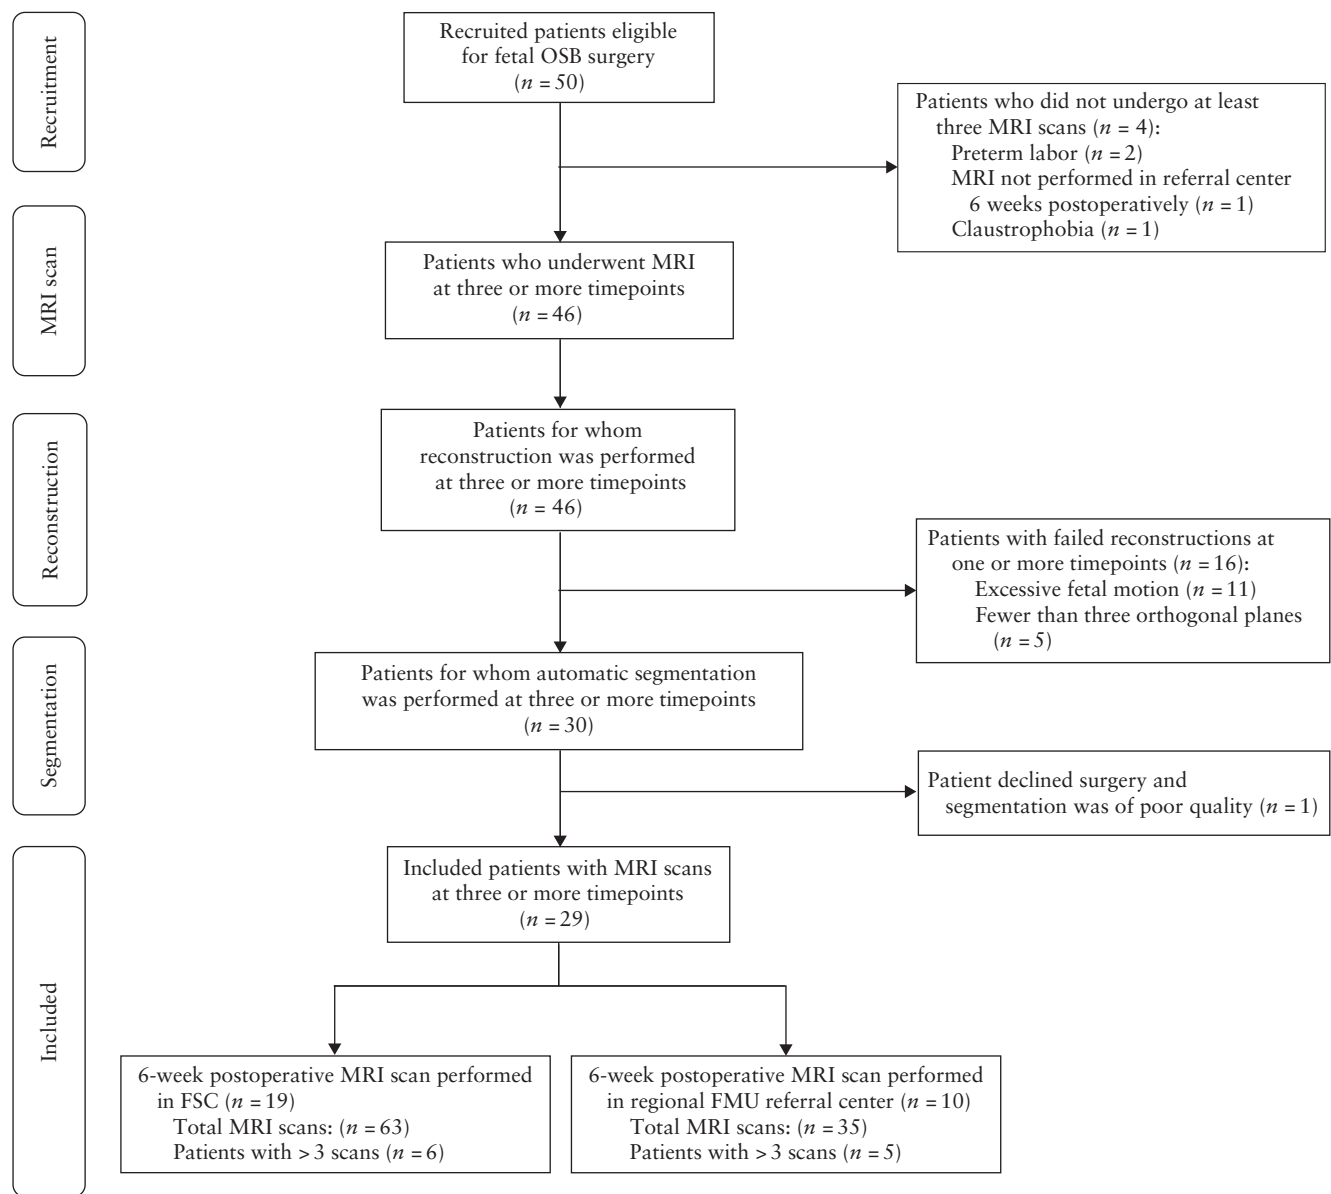 Recruitment
Recruited patients eligible
for fetal OSB surgery
(n = 50)
Patients who did not undergo at least
three MRI scans (n = 4):
Preterm labor (n = 2)
MRI not performed in referral center
6 weeks postoperatively (n = 1)
Claustrophobia (n = 1)
MRI scan
Patients who underwent MRI
at three or more timepoints
(n = 46)
Reconstruction
Patients for whom
reconstruction was performed
at three or more timepoints
(n = 46)
Patients with failed reconstructions at
one or more timepoints (n = 16):
Excessive fetal motion (n = 11)
Fewer than three orthogonal planes
(n = 5)
Segmentation
Patients for whom automatic segmentation
was performed at three or more timepoints
(n = 30)
Patient declined surgery and
segmentation was of poor quality (n = 1)
Included
Included patients with MRI scans
at three or more timepoints
(n = 29)
6-week postoperative MRI scan performed
in FSC (n = 19)
Total MRI scans: (n = 63)
Patients with > 3 scans (n = 6)
6-week postoperative MRI scan performed
in regional FMU referral center (n = 10)
Total MRI scans: (n = 35)
Patients with > 3 scans (n = 5)